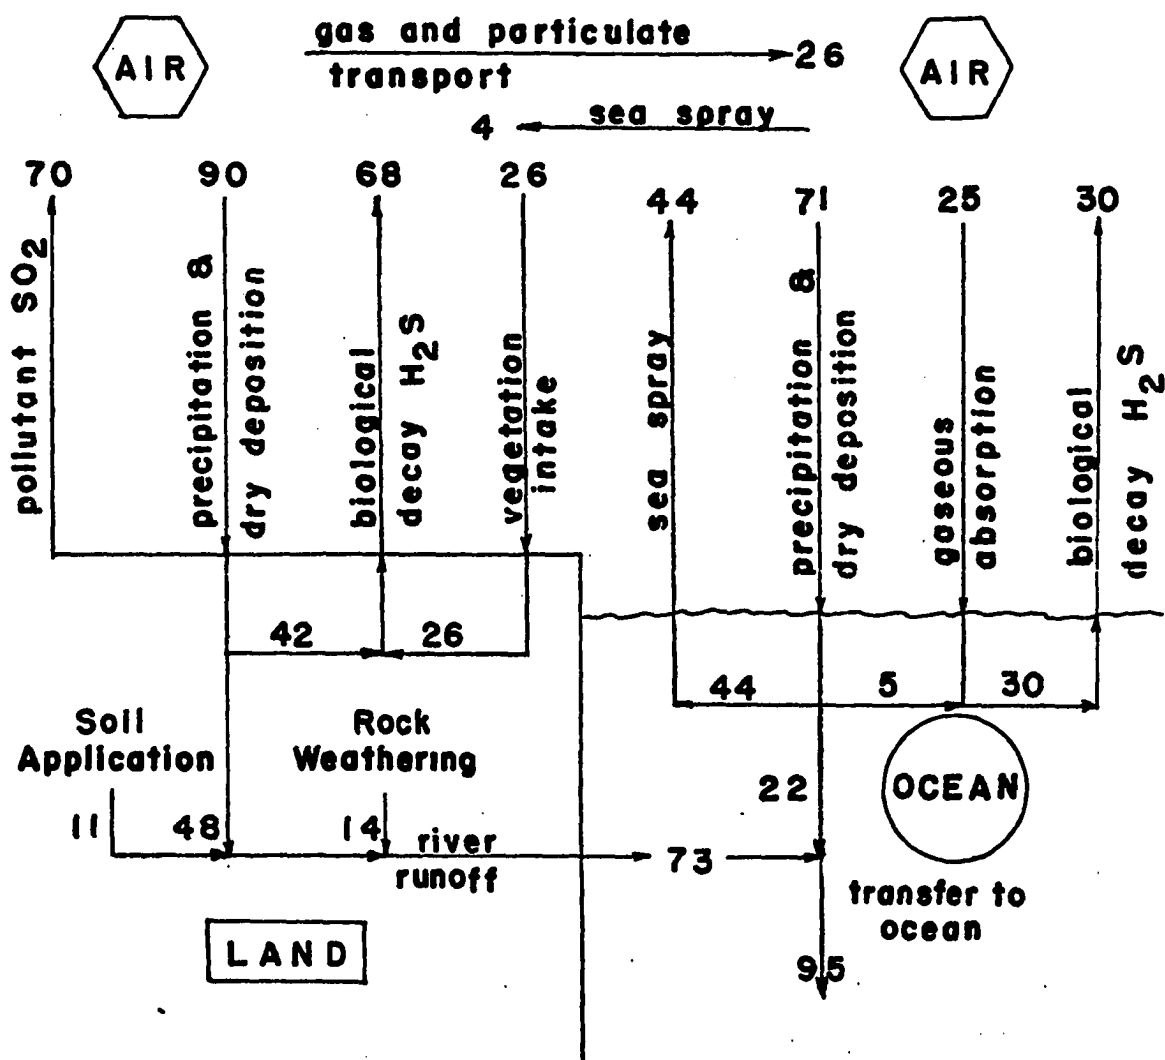 AIR
gas and particulate
transport
26
AIR
4
sea spray
70
90
68
26
44
71
25
30
pollutant SO2
precipitation &
dry deposition
biological
decay H2S
vegetation
intake
sea spray
precipitation &
dry deposition
gaseous
absorption
biological
decay H2S
42
26
44
5
30
Soil
Application
Rock
Weathering
22
OCEAN
11
48
14
river
runoff
73
transfer to
ocean
LAND
95